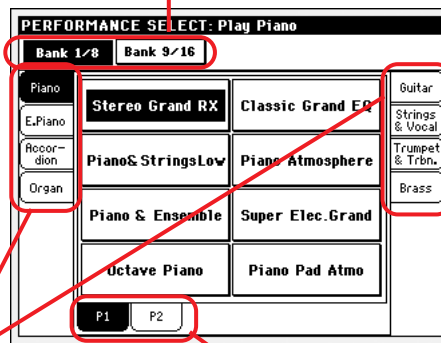 PERFORMANCE SELECT: Play Piano
Bank 1/8
Bank 9/16
Piano
E.Piano
Accor-
dion
Organ
Stereo Grand RX
Classic Grand EQ
Piano& StringsLow
Piano Atmosphere
Piano & Ensemble
Super Elec.Grand
Octave Piano
Piano Pad Atmo
Guitar
Strings
& Vocal
Trumpet
& Trbn.
Brass
P1
P2